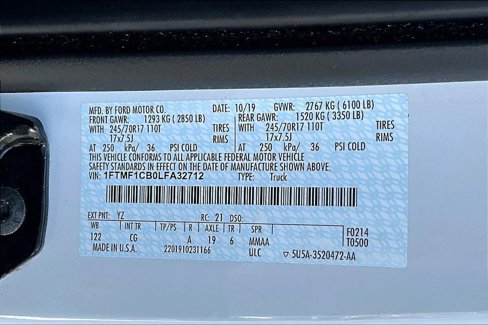 MFD. BY FORD MOTOR CO. 10/19 GVWR: 2767 KG ( 6100 LB)
FRONT GAWR: 1293 KG ( 2850 LB) REAR GAWR: 1520 KG ( 3350 LB)
WITH 245/70R17 110T TIRES WITH 245/70R17 110T TIRES
17x7.5J RIMS 17x7.5J RIMS
AT 250 kPa/ 36 PSI COLD AT 250 kPa/ 36 PSI COLD
THIS VEHICLE CONFORMS TO ALL APPLICABLE FEDERAL MOTOR VEHICLE
SAFETY STANDARDS IN EFFECT ON THE DATE OF MANUFACTURE SHOWN ABOVE.
VIN: 1FTMF1CB0LFA32712 TYPE: Truck
EXT PNT: YZ RC: 21 DSO:
WB INT TR TP/PS R AXLE TR SPR
122 CG A 19 6 MMAA F0214 T0500
MADE IN U.S.A. 2201910231166 ULC ▽ 5U5A-3520472-AA